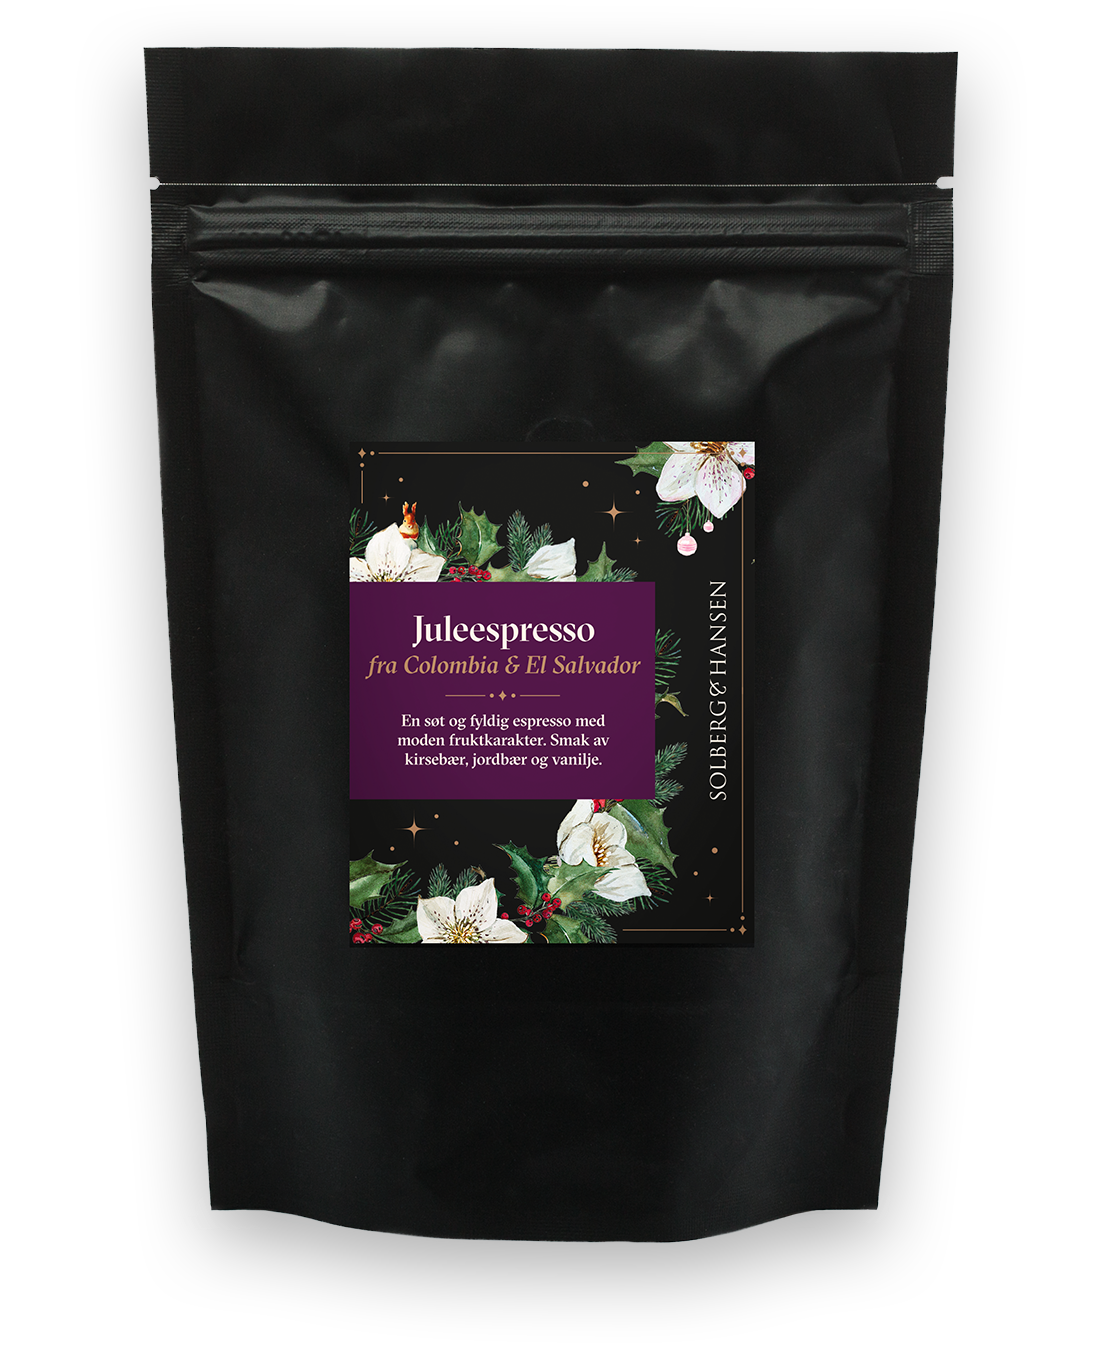 Juleespresso
fra Colombia & El Salvador
En søt og fyldig espresso med
moden fruktkarakter. Smak av
kirsebær, jordbær og vanilje.
SOLBERG & HANSEN